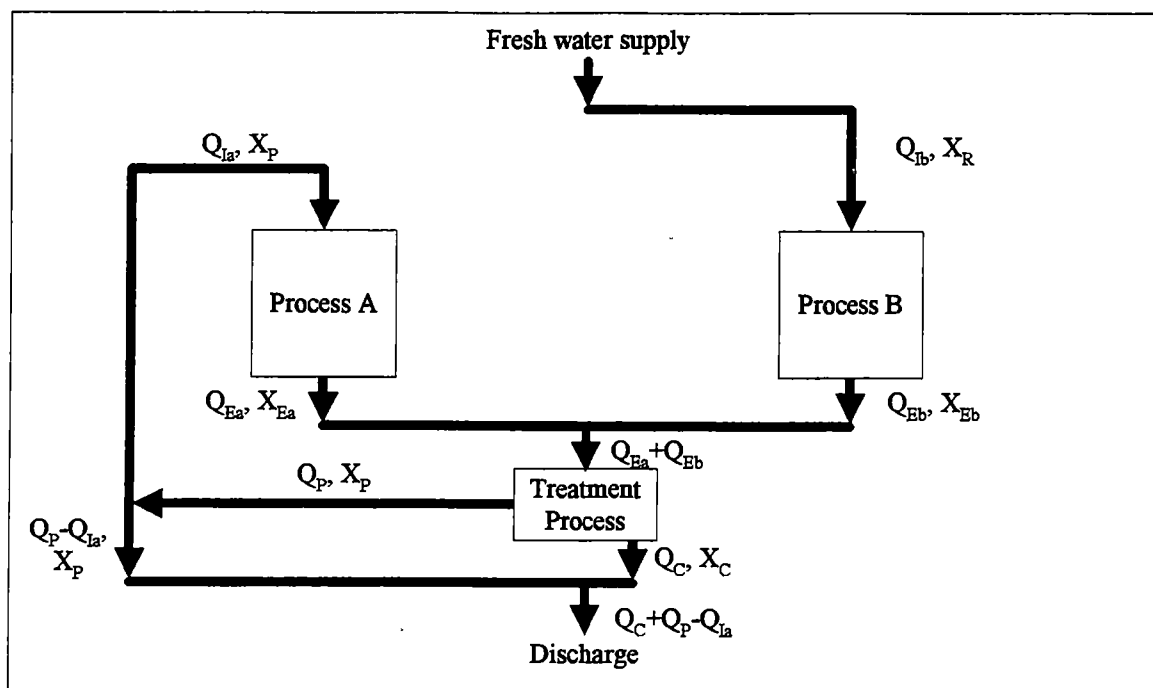 Fresh water supply
Q_Ia, X_P
Q_Ib, X_R
Process A
Process B
Q_Ea, X_Ea
Q_Eb, X_Eb
Q_Ea+Q_Eb
Q_P, X_P
Treatment
Process
Q_P-Q_Ia,
X_P
Q_C, X_C
Q_C+Q_P-Q_Ia
Discharge